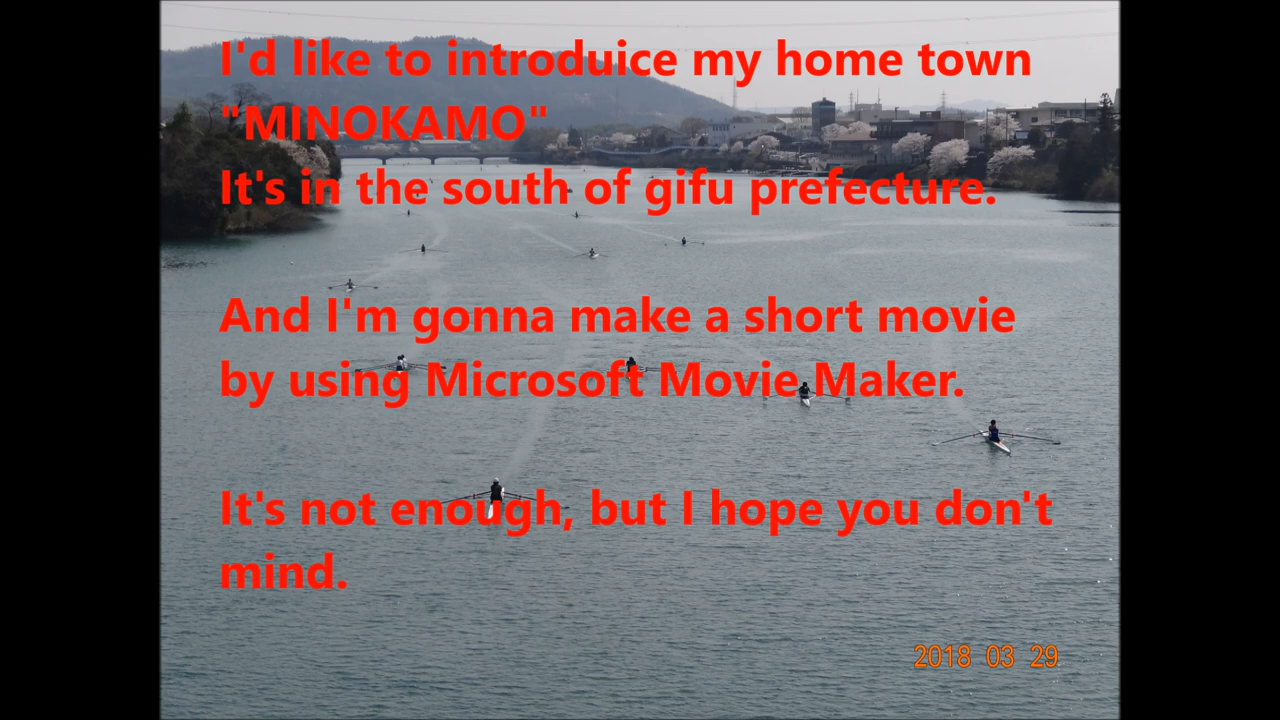 I'd like to introduice my home town
"MINOKAMO"
It's in the south of gifu prefecture.
And I'm gonna make a short movie
by using Microsoft Movie Maker.
It's not enough, but I hope you don't
mind.
2018 03 29